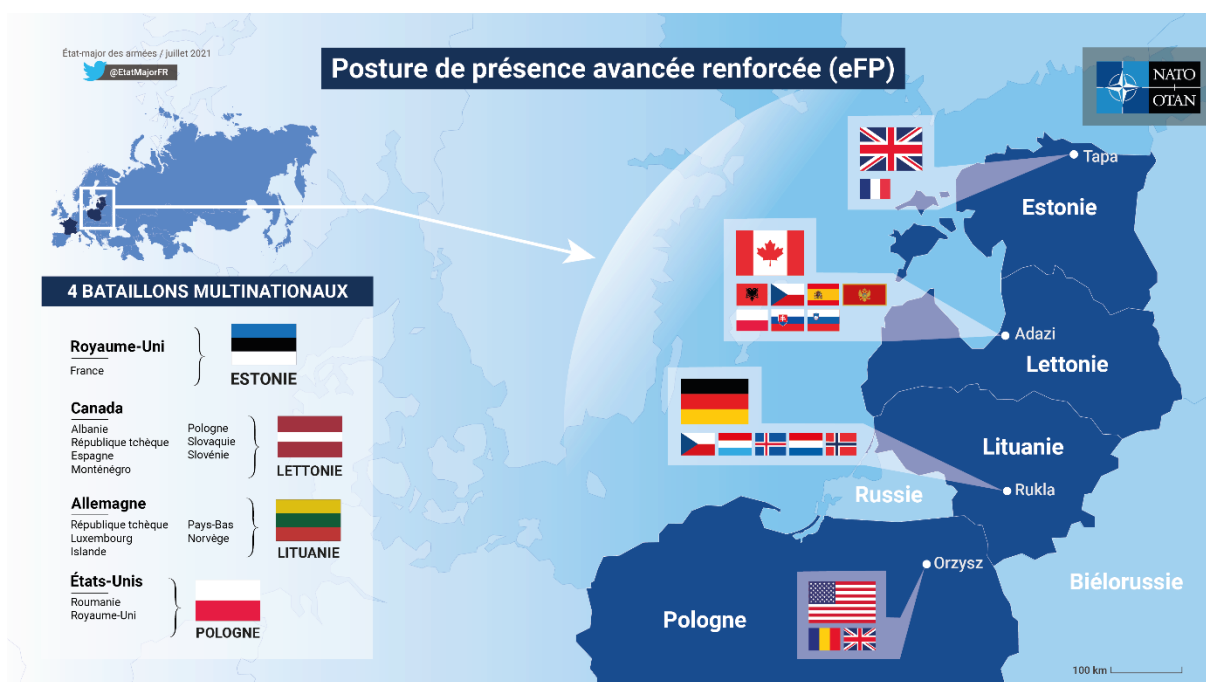 État-major des armées / juillet 2021
@EtatMajorFR
Posture de présence avancée renforcée (eFP)
NATO
OTAN
4 BATAILLONS MULTINATIONAUX
Royaume-Uni
France
ESTONIE
Canada
Albanie
République tchèque
Espagne
Monténégro
Pologne
Slovaquie
Slovénie
LETTONIE
Allemagne
République tchèque
Luxembourg
Islande
Pays-Bas
Norvège
LITUANIE
États-Unis
Roumanie
Royaume-Uni
POLOGNE
Tapa
Estonie
Adazi
Lettonie
Lituanie
Rukla
Russie
Orzysz
Biélorussie
Pologne
100 km